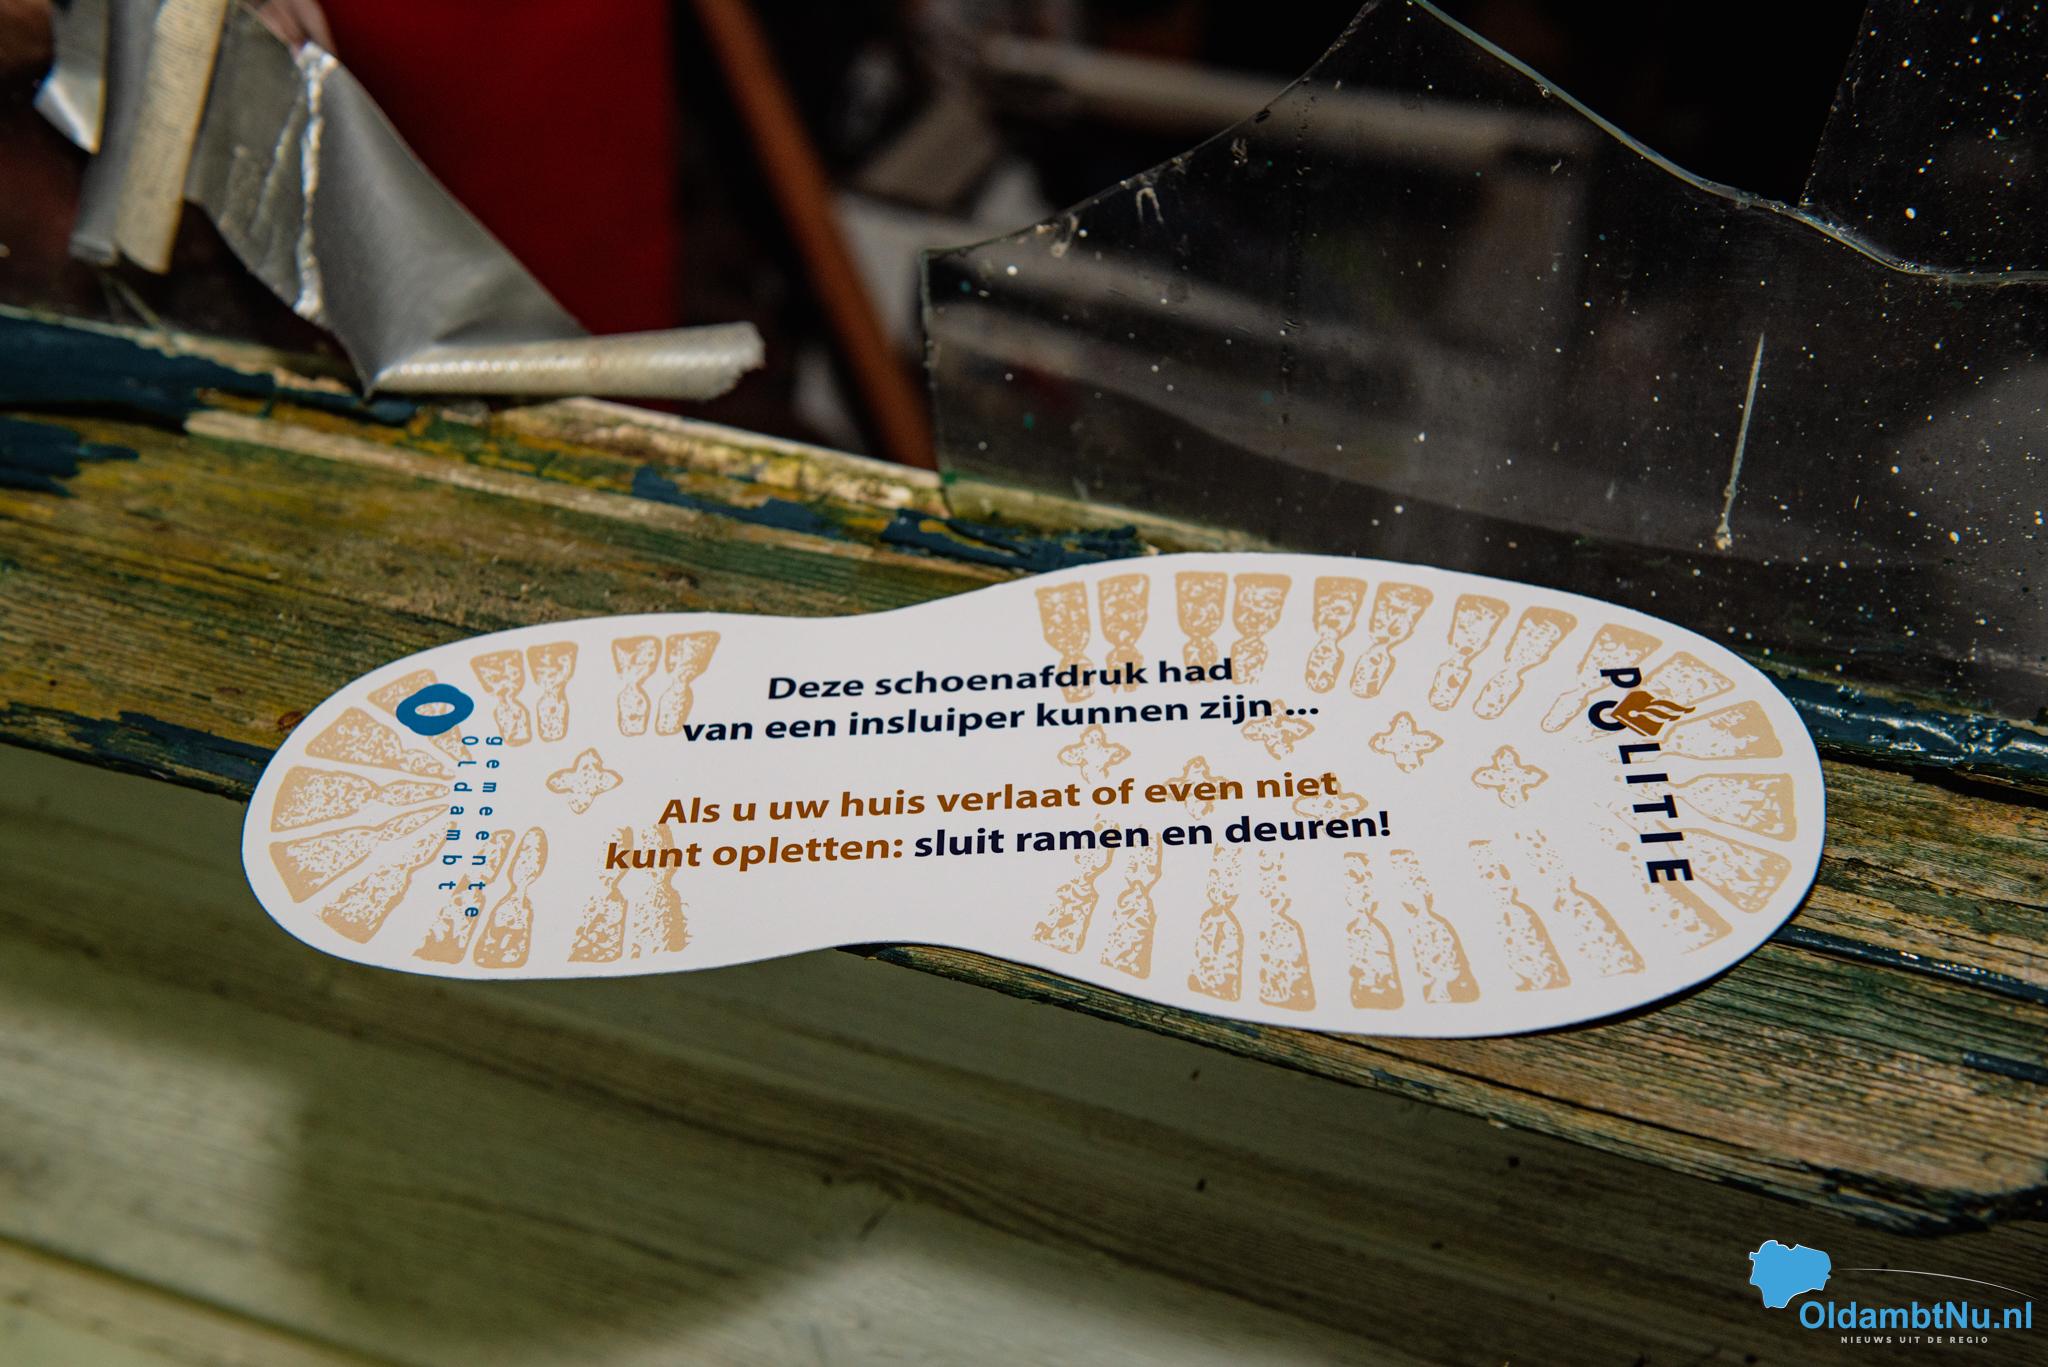 Deze schoenafdruk had
van een insluiper kunnen zijn ...
Als u uw huis verlaat of even niet
kunt opletten: sluit ramen en deuren!
gemeente
Oldambt
POLITIE
OldambtNu.nl
NIEUWS UIT DE REGIO